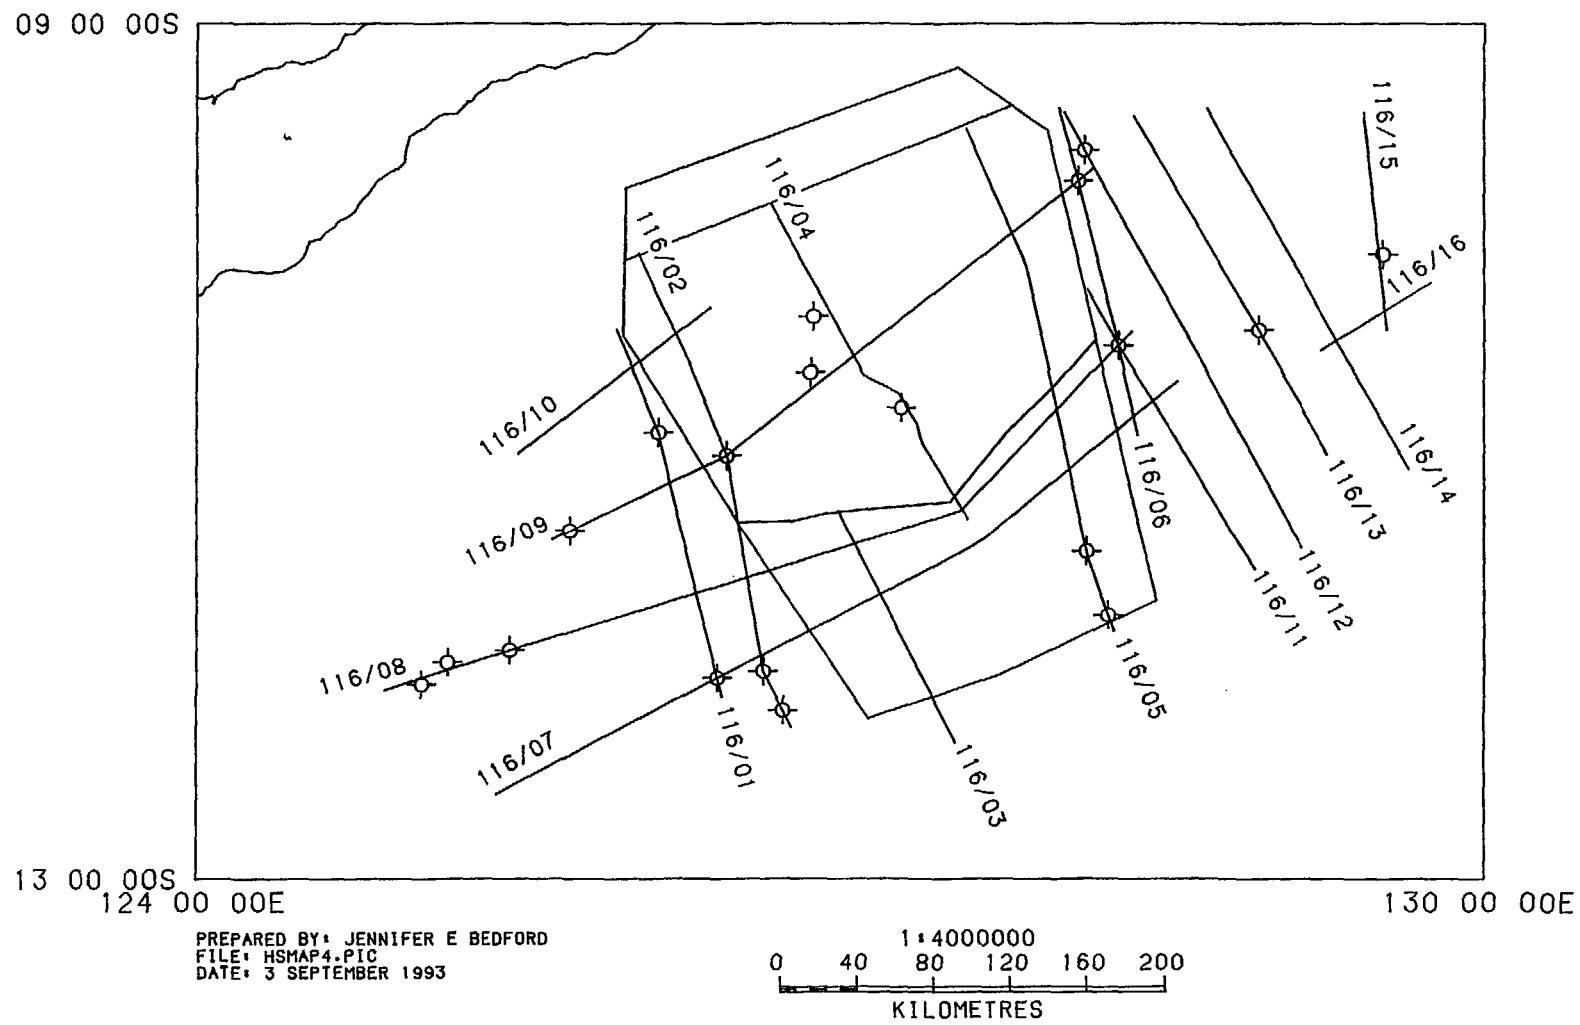 09 00 00S
116/15
116/04
116/02
116/16
116/10
116/14
116/06
116/13
116/09
116/12
116/11
116/08
116/05
116/07
116/01
116/03
13 00 00S
124 00 00E
130 00 00E
PREPARED BY: JENNIFER E BEDFORD
FILE: HSMAP4.PIC
DATE: 3 SEPTEMBER 1993
1:4000000
0 40 80 120 160 200
KILOMETRES